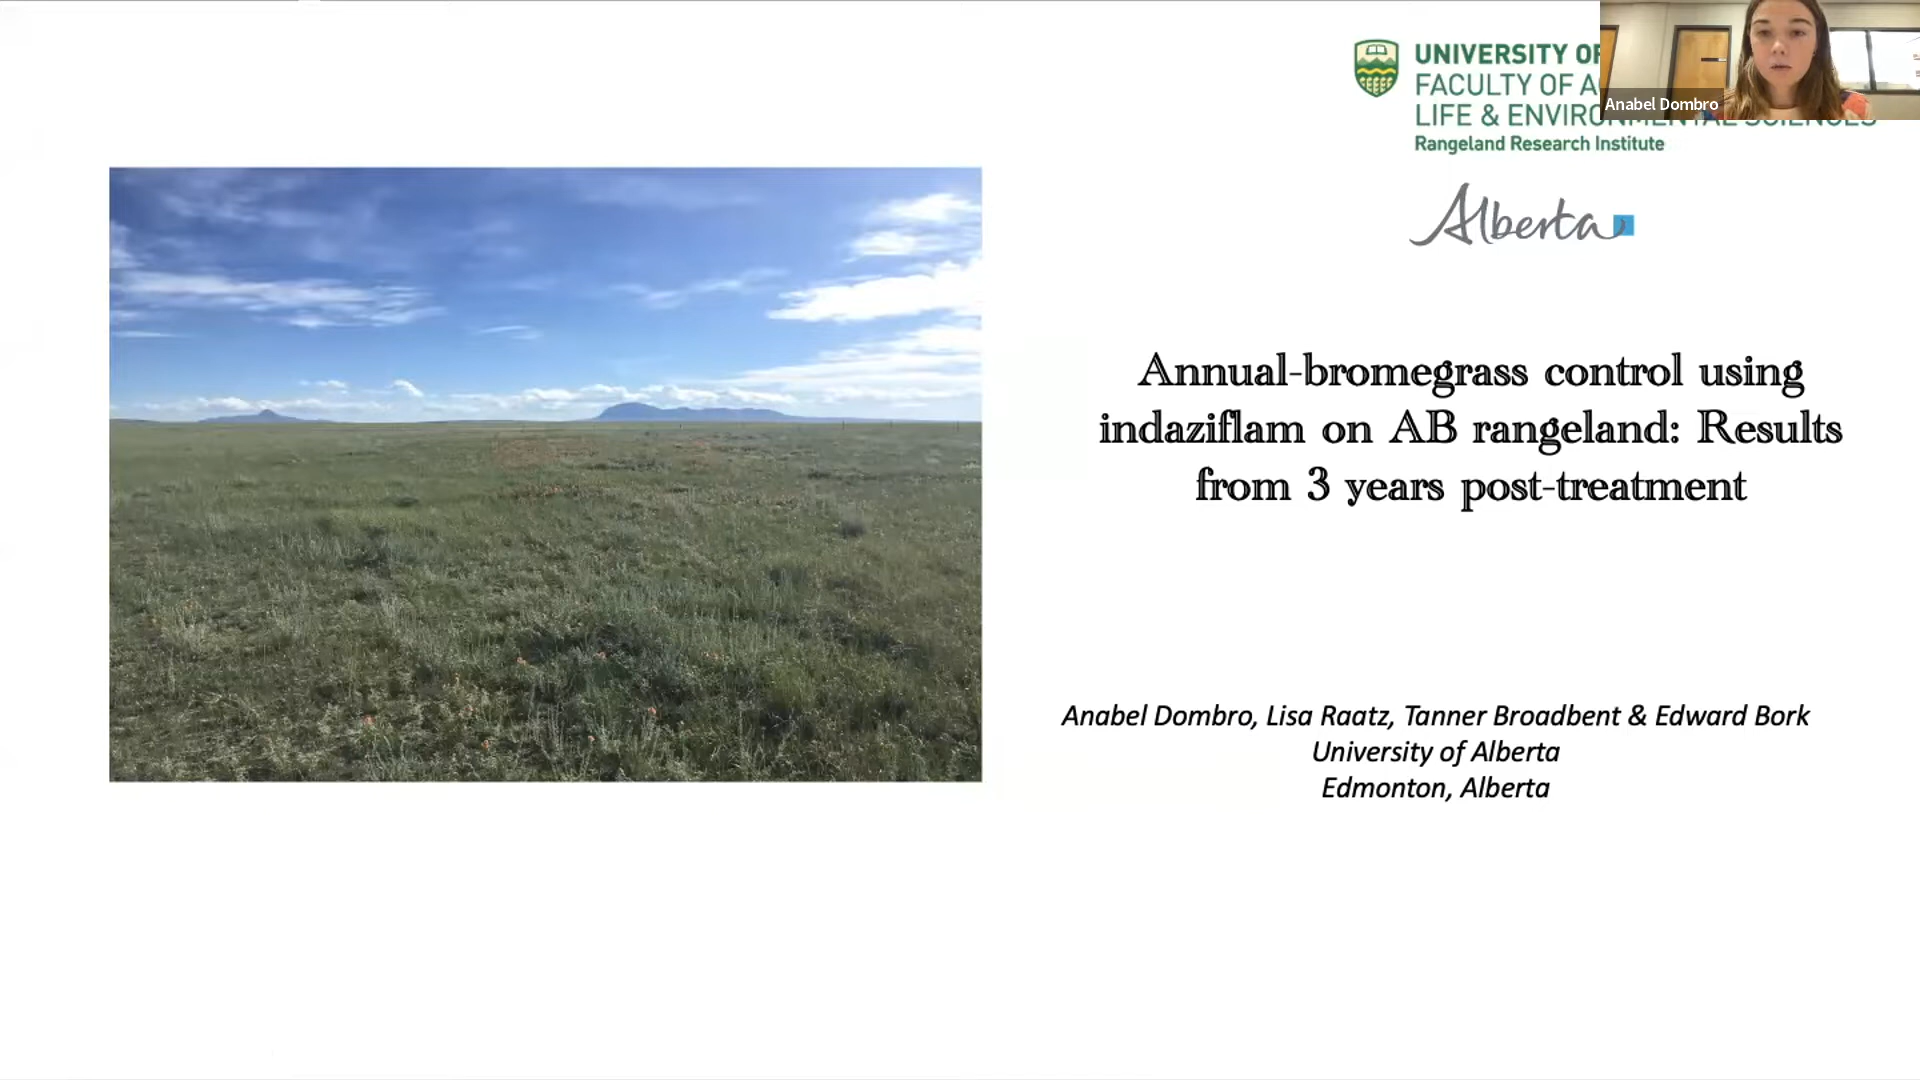 UNIVERSITY OF
FACULTY OF
LIFE & ENVIRONMENTAL SCIENCES
Rangeland Research Institute
Anabel Dombro
Alberta
Annual-bromegrass control using
indaziflam on AB rangeland: Results
from 3 years post-treatment
Anabel Dombro, Lisa Raatz, Tanner Broadbent & Edward Bork
University of Alberta
Edmonton, Alberta